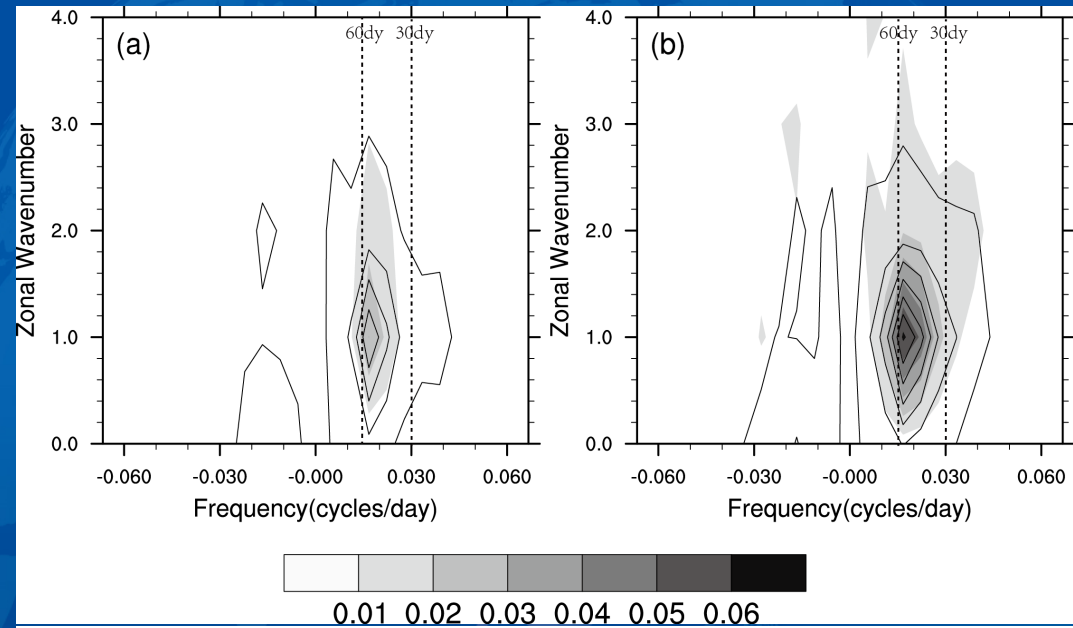 (a)
60dy 30dy
4.0
3.0
2.0
1.0
0.0
Zonal Wavenumber
-0.060 -0.030 -0.000 0.030 0.060
Frequency(cycles/day)
(b)
60dy 30dy
4.0
3.0
2.0
1.0
0.0
Zonal Wavenumber
-0.060 -0.030 -0.000 0.030 0.060
Frequency(cycles/day)
0.01 0.02 0.03 0.04 0.05 0.06